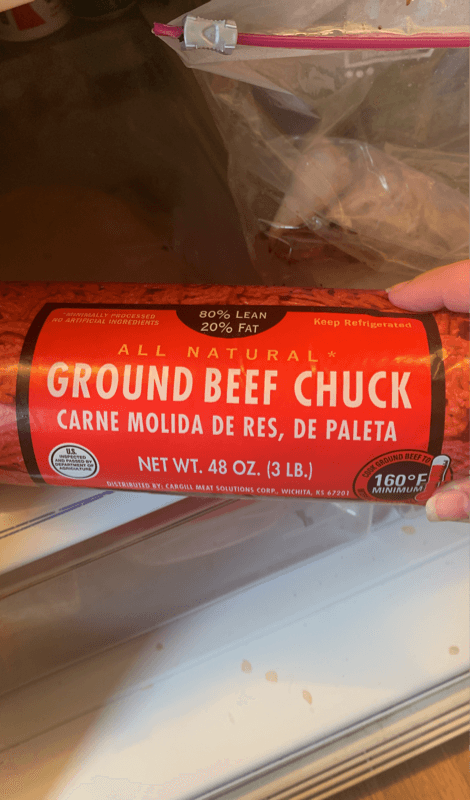 *MINIMALLY PROCESSED
NO ARTIFICIAL INGREDIENTS
80% LEAN
20% FAT
Keep Refrigerated
ALL NATURAL*
GROUND BEEF CHUCK
CARNE MOLIDA DE RES, DE PALETA
U.S.
INSPECTED
AND PASSED BY
DEPARTMENT OF
AGRICULTURE
NET WT. 48 OZ. (3 LB.)
DISTRIBUTED BY: CARGILL MEAT SOLUTIONS CORP., WICHITA, KS 67201
COOK GROUND BEEF TO
160°F
MINIMUM